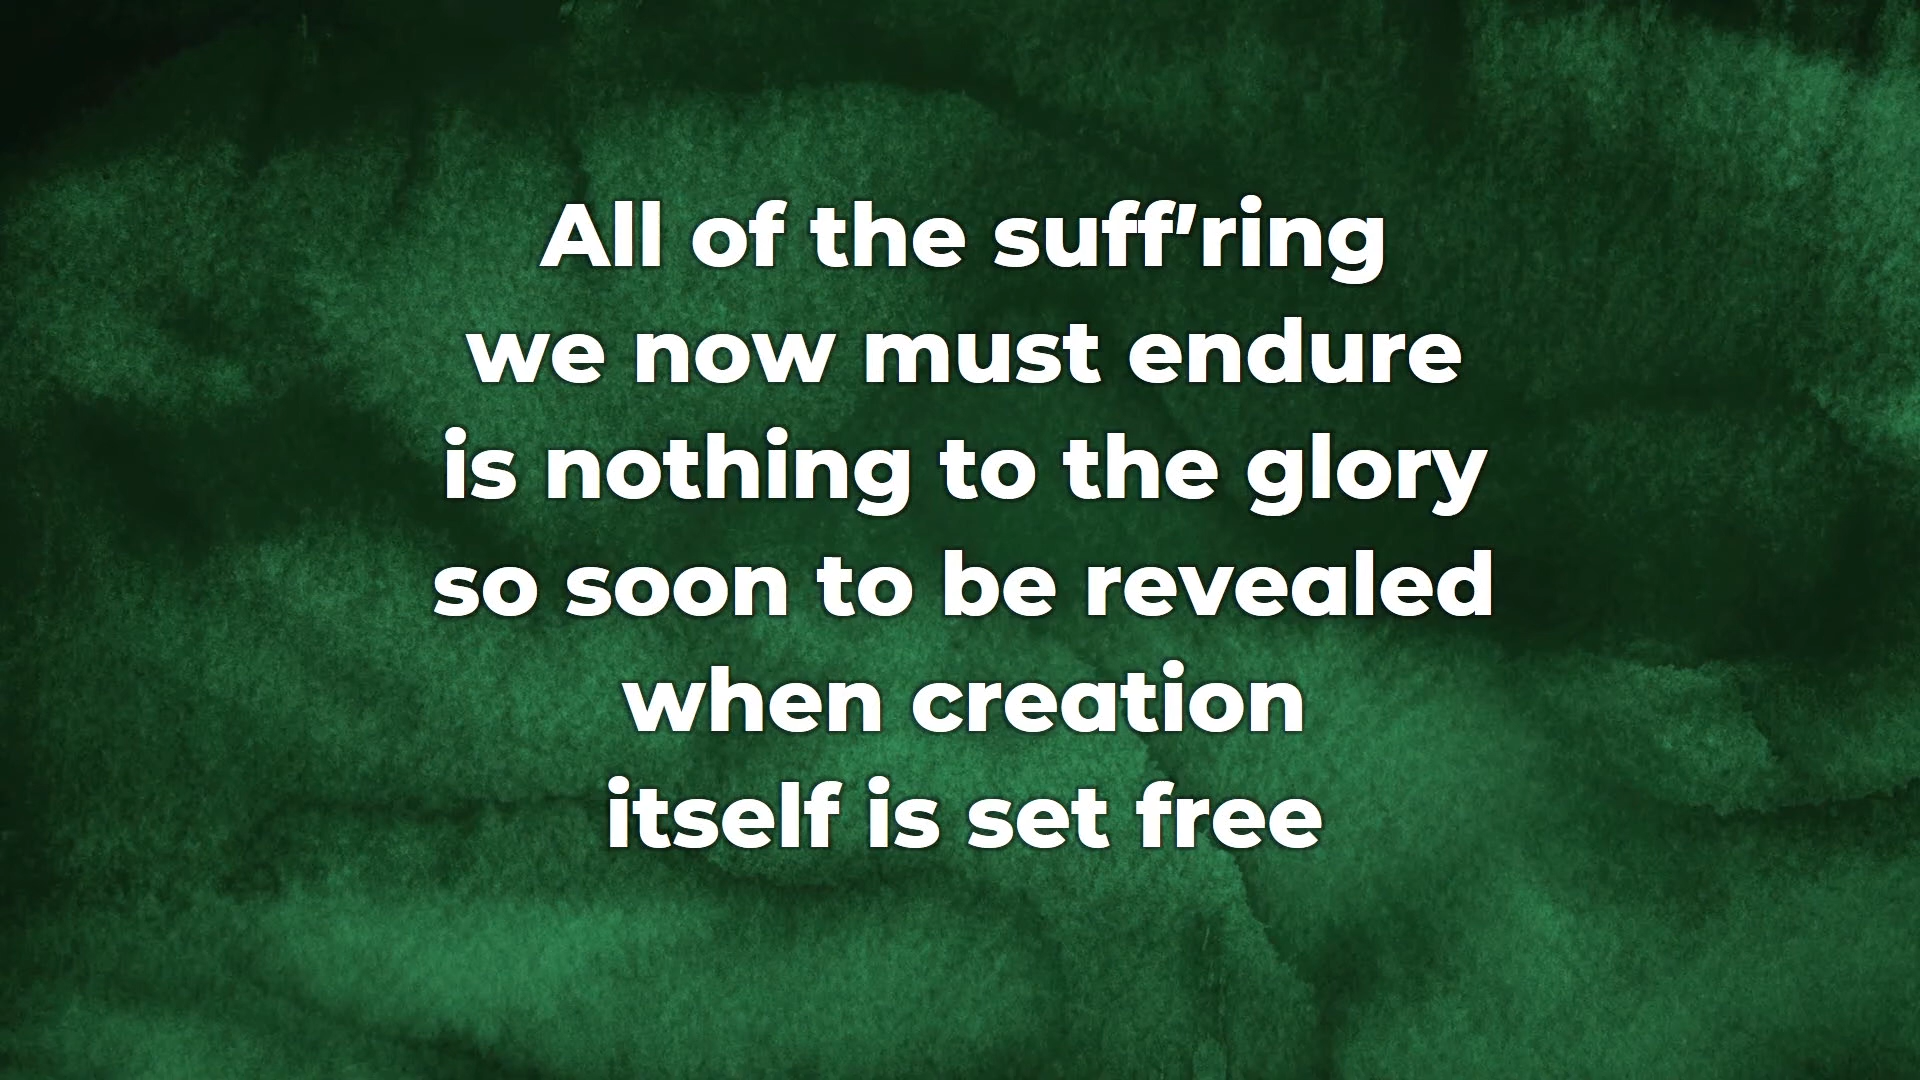 All of the suff'ring
we now must endure
is nothing to the glory
so soon to be revealed
when creation
itself is set free